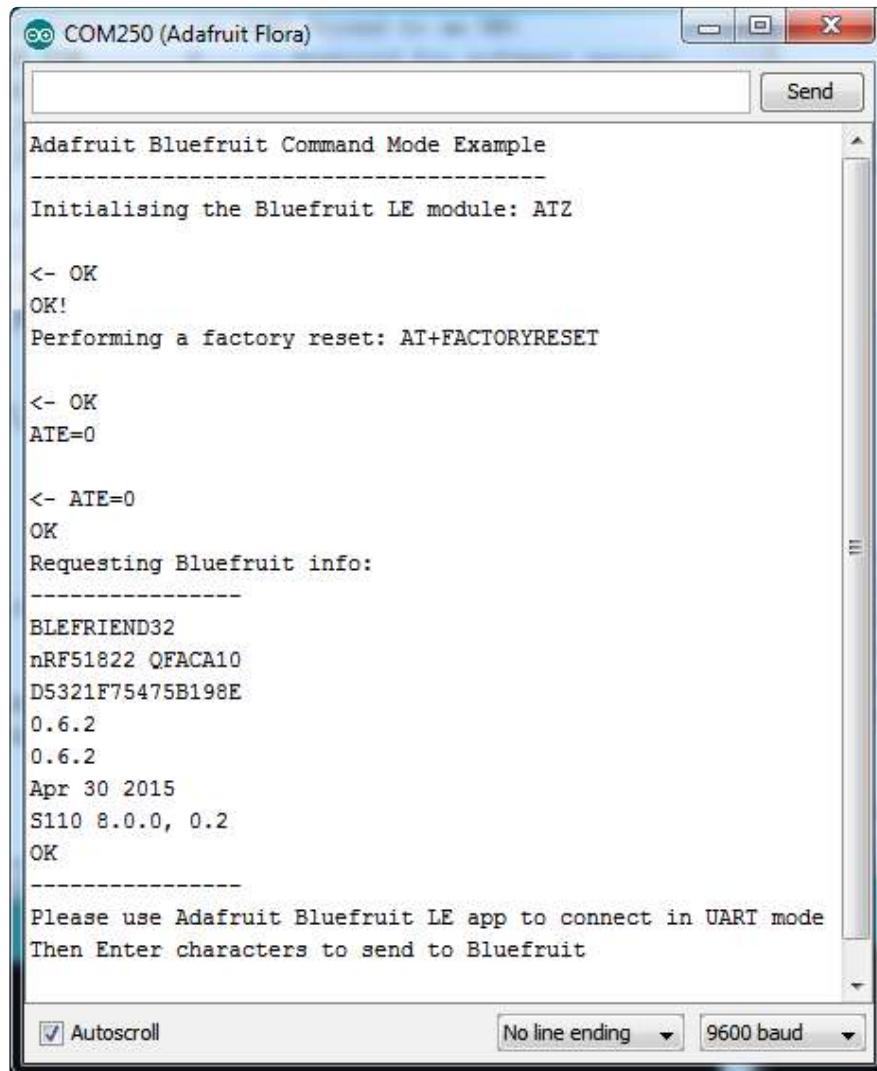 COM250 (Adafruit Flora)
Send
Adafruit Bluefruit Command Mode Example
---------------------------------------
Initialising the Bluefruit LE module: ATZ
<- OK
OK!
Performing a factory reset: AT+FACTORYRESET
<- OK
ATE=0
<- ATE=0
OK
Requesting Bluefruit info:
----------------
BLEFRIEND32
nRF51822 QFACA10
D5321F75475B198E
0.6.2
0.6.2
Apr 30 2015
S110 8.0.0, 0.2
OK
----------------
Please use Adafruit Bluefruit LE app to connect in UART mode
Then Enter characters to send to Bluefruit
Autoscroll
No line ending
9600 baud